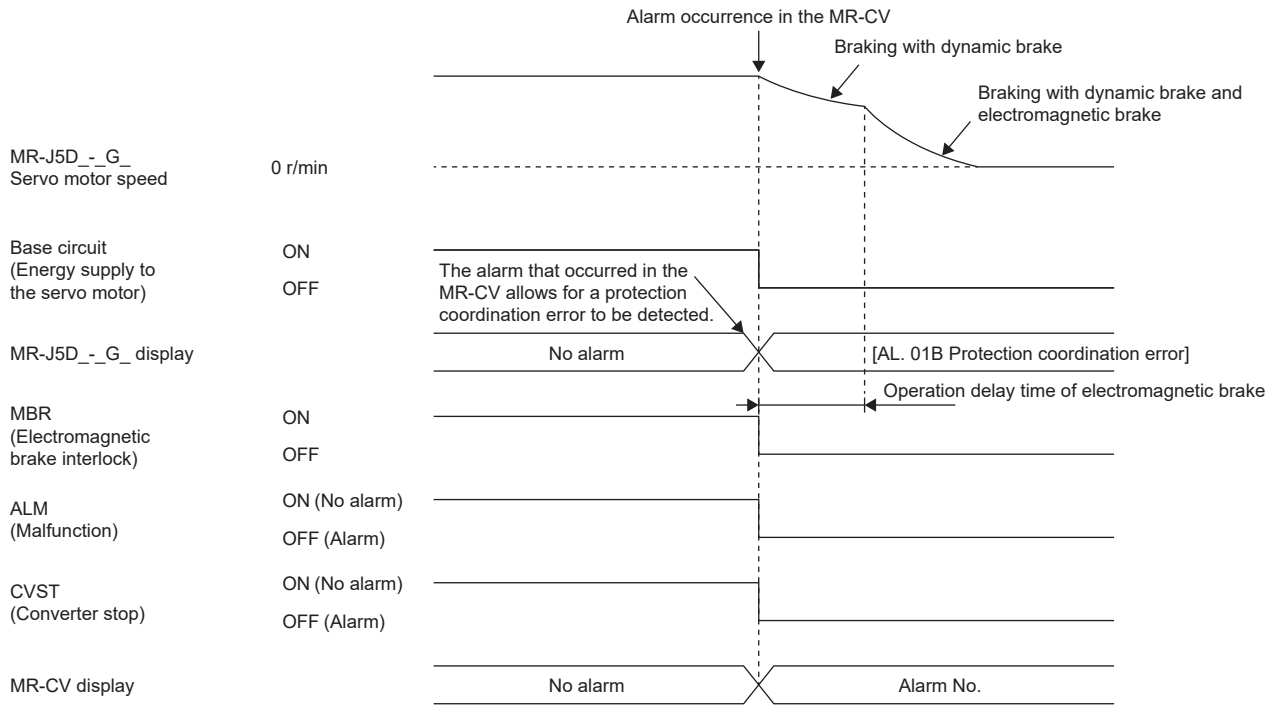 Alarm occurrence in the MR-CV
Braking with dynamic brake
Braking with dynamic brake and
electromagnetic brake
MR-J5D_-_G_
Servo motor speed
0 r/min
Base circuit
(Energy supply to
the servo motor)
ON
OFF
The alarm that occurred in the
MR-CV allows for a protection
coordination error to be detected.
MR-J5D_-_G_ display
No alarm
[AL. 01B Protection coordination error]
Operation delay time of electromagnetic brake
MBR
(Electromagnetic
brake interlock)
ON
OFF
ALM
(Malfunction)
ON (No alarm)
OFF (Alarm)
CVST
(Converter stop)
ON (No alarm)
OFF (Alarm)
MR-CV display
No alarm
Alarm No.